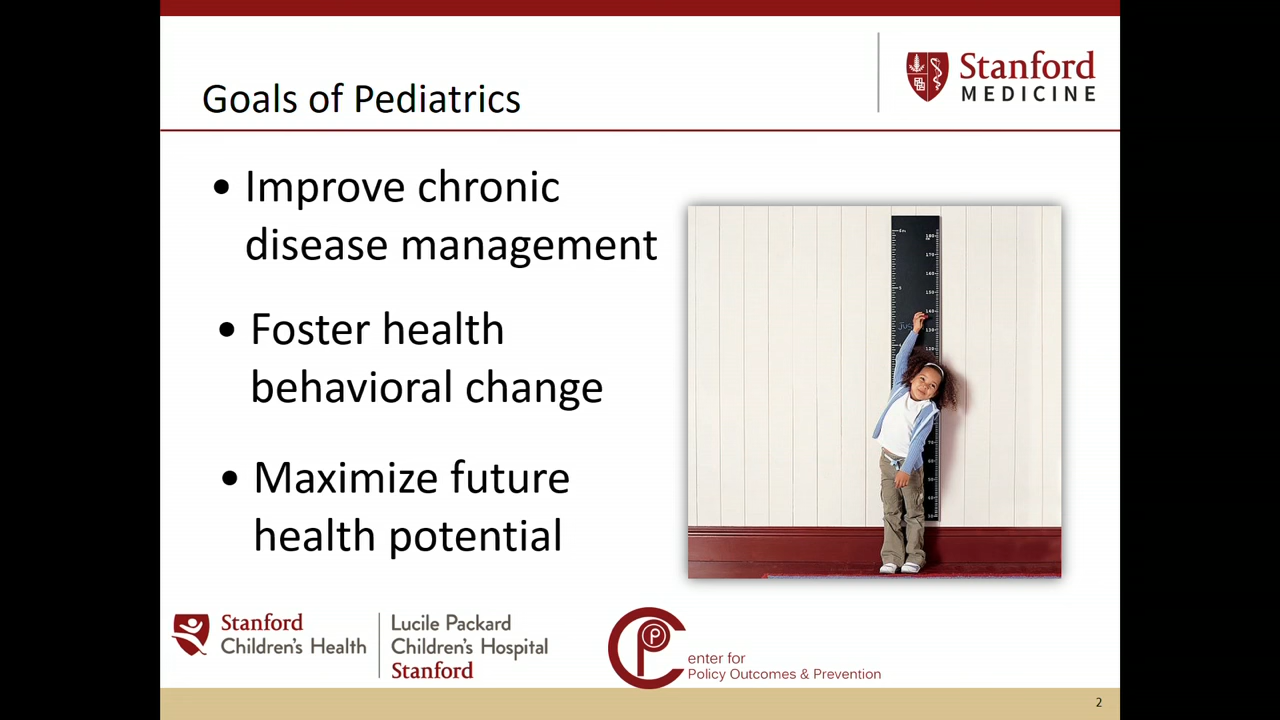 Goals of Pediatrics
Stanford
MEDICINE
• Improve chronic
disease management
• Foster health
behavioral change
• Maximize future
health potential
Stanford
Children's Health
Lucile Packard
Children's Hospital
Stanford
CP
enter for
Policy Outcomes & Prevention
2